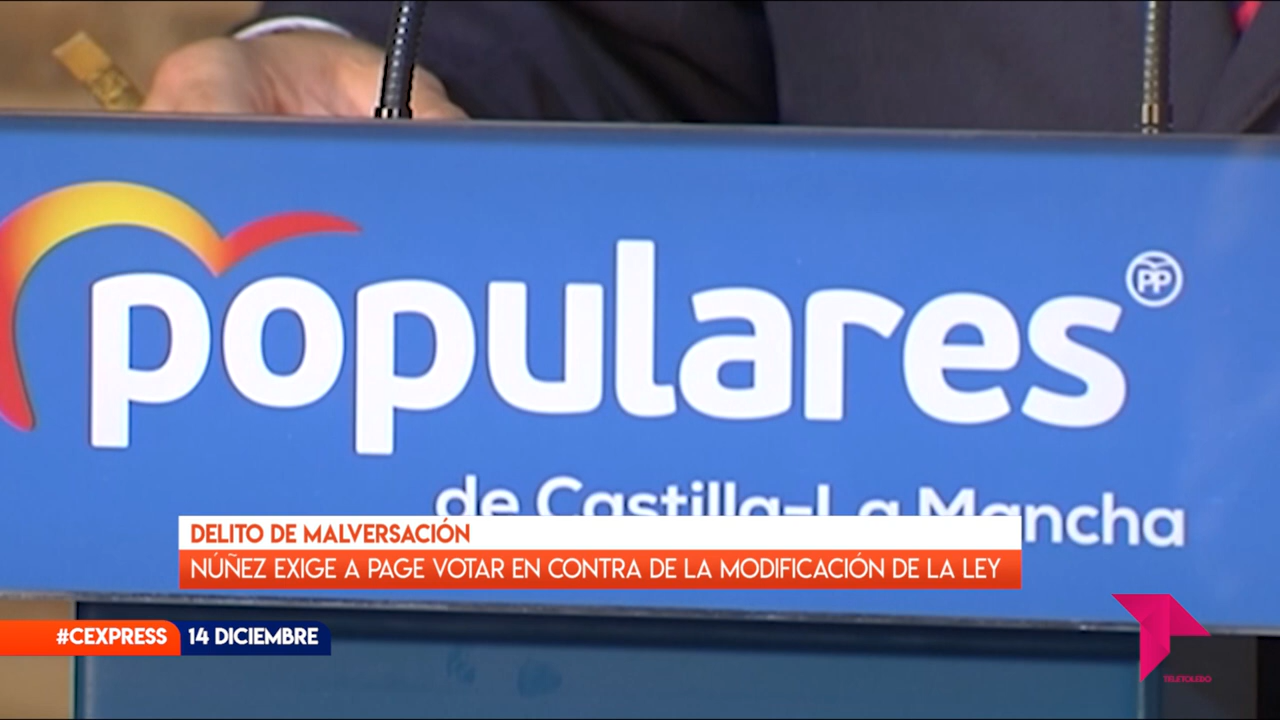 populares
PP
de Castilla-La Mancha
DELITO DE MALVERSACIÓN
NÚÑEZ EXIGE A PAGE VOTAR EN CONTRA DE LA MODIFICACIÓN DE LA LEY
#CEXPRESS 14 DICIEMBRE
TELETOLEDO